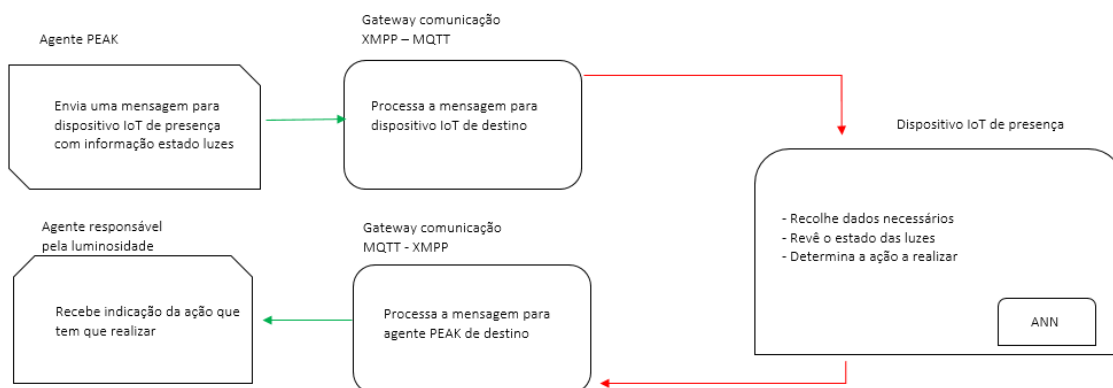 Agente PEAK
Envia uma mensagem para
dispositivo IoT de presença
com informação estado luzes
Gateway comunicação
XMPP – MQTT
Processa a mensagem para
dispositivo IoT de destino
Dispositivo IoT de presença
- Recolhe dados necessários
- Revê o estado das luzes
- Determina a ação a realizar
ANN
Gateway comunicação
MQTT - XMPP
Processa a mensagem para
agente PEAK de destino
Agente responsável
pela luminosidade
Recebe indicação da ação que
tem que realizar